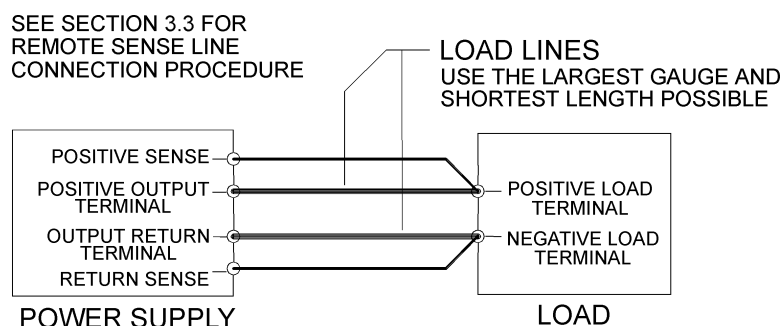 SEE SECTION 3.3 FOR
REMOTE SENSE LINE
CONNECTION PROCEDURE
LOAD LINES
USE THE LARGEST GAUGE AND
SHORTEST LENGTH POSSIBLE
POSITIVE SENSE
POSITIVE OUTPUT
TERMINAL
OUTPUT RETURN
TERMINAL
RETURN SENSE
POWER SUPPLY
POSITIVE LOAD
TERMINAL
NEGATIVE LOAD
TERMINAL
LOAD